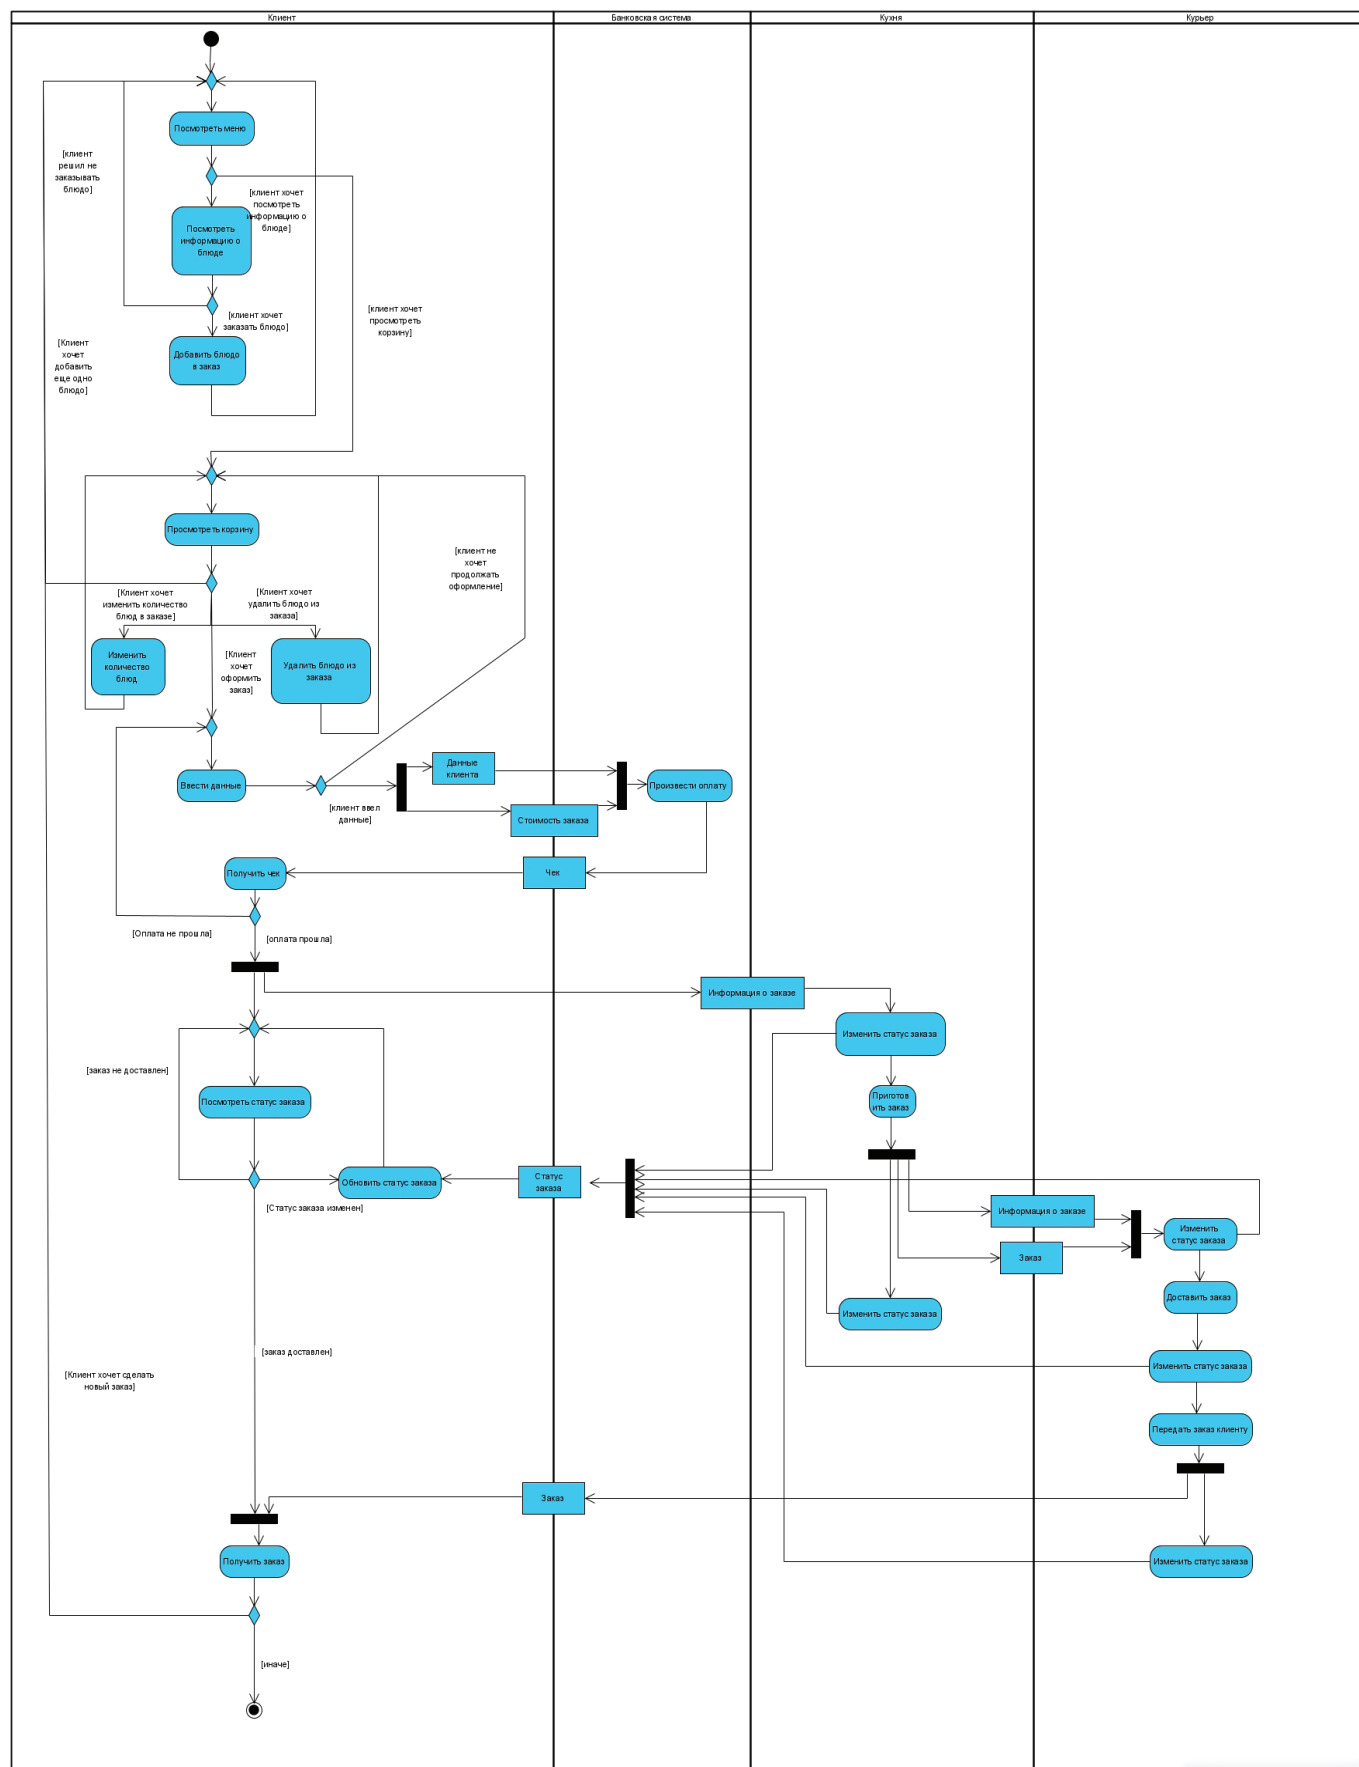 Клиент
Банковская система
Кухня
Курьер
Посмотреть меню
[клиент
решил не
заказывать
блюдо]
[клиент хочет
посмотреть
информацию о
блюде]
Посмотреть
информацию о
блюде
[клиент хочет
заказать блюдо]
[клиент хочет
просмотреть
корзину]
[Клиент
хочет
добавить
еще одно
блюдо]
Добавить блюдо
в заказ
Просмотреть корзину
[клиент не
хочет
продолжать
оформление]
[Клиент хочет
изменить количество
блюд в заказе]
[Клиент хочет
удалить блюдо из
заказа]
Изменить
количество
блюд
[Клиент
хочет
оформить
заказ]
Удалить блюдо из
заказа
Ввести данные
[клиент ввел
данные]
Данные
клиента
Стоимость заказа
Произвести оплату
Получить чек
Чек
[Оплата не прошла]
[оплата прошла]
Информация о заказе
Изменить статус заказа
[заказ не доставлен]
Посмотреть статус заказа
Приготов
ить заказ
Обновить статус заказа
[Статус заказа изменен]
Статус
заказа
Информация о заказе
Заказ
Изменить
статус заказа
Доставить заказ
Изменить статус заказа
[заказ доставлен]
Изменить статус заказа
[Клиент хочет сделать
новый заказ]
Передать заказ клиенту
Заказ
Получить заказ
Изменить статус заказа
[иначе]